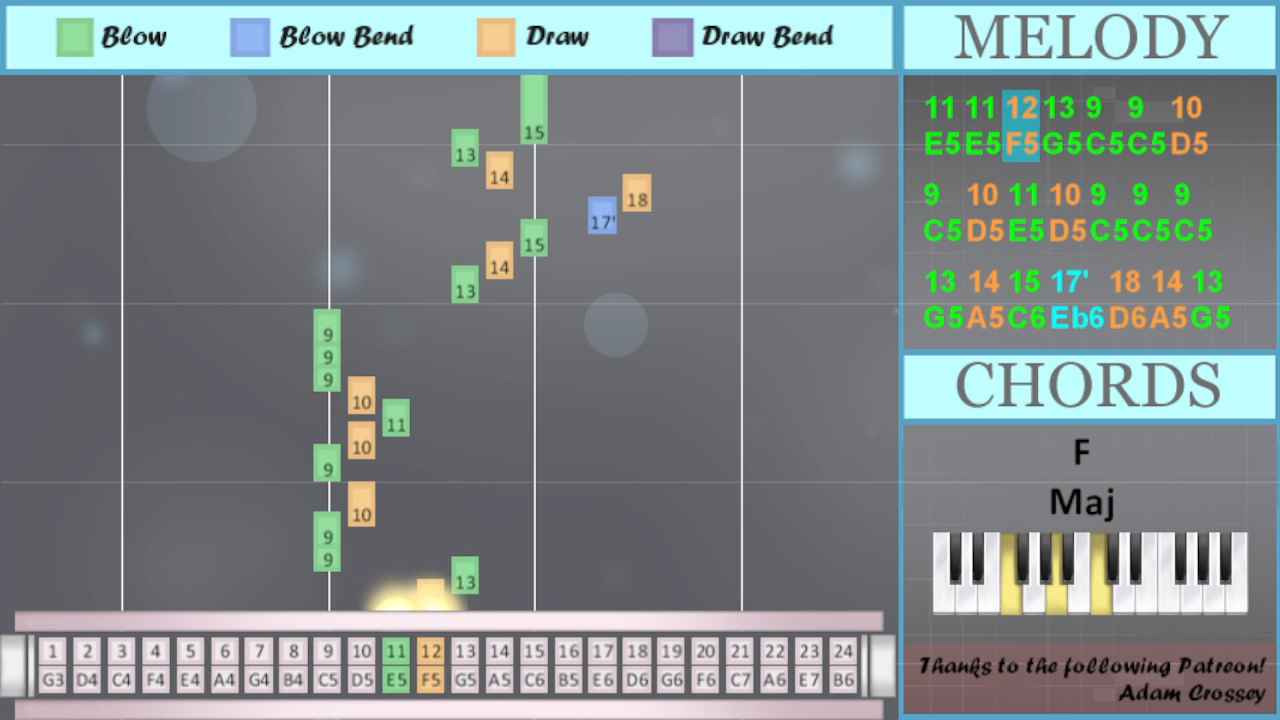 Blow Blow Bend Draw Draw Bend
MELODY
11 11 12 13 9 9 10
E5 E5 F5 G5 C5 C5 D5
9 10 11 10 9 9 9
C5 D5 E5 D5 C5 C5 C5
13 14 15 17' 18 14 13
G5 A5 C6 Eb6 D6 A5 G5
CHORDS
F
Maj
Thanks to the following Patreon!
Adam Crossey
15
13
14
18
17'
15
14
13
9
9
9
10
11
10
9
10
9
9
13
1 2 3 4 5 6 7 8 9 10 11 12 13 14 15 16 17 18 19 20 21 22 23 24
G3 D4 C4 F4 E4 A4 G4 B4 C5 D5 E5 F5 G5 A5 C6 B5 E6 D6 G6 F6 C7 A6 E7 B6